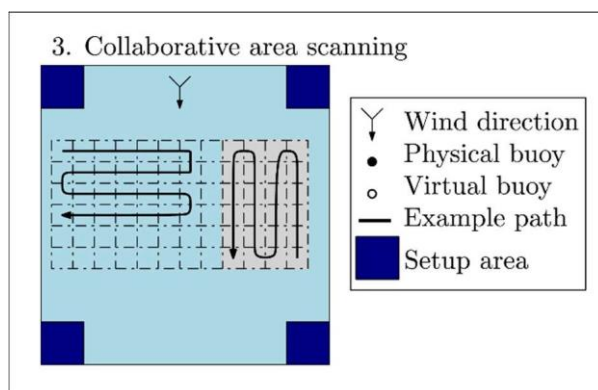 3. Collaborative area scanning
Wind direction
Physical buoy
Virtual buoy
Example path
Setup area